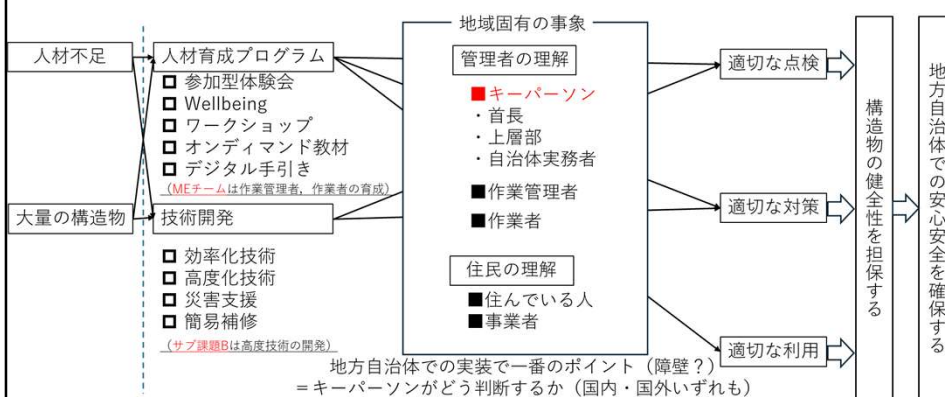 人材不足
大量の構造物
人材育成プログラム
参加型体験会
Wellbeing
ワークショップ
オンディマンド教材
デジタル手引き
(MEチームは作業管理者，作業者の育成)
技術開発
効率化技術
高度化技術
災害支援
簡易補修
(サブ課題Bは高度技術の開発)
地域固有の事象
管理者の理解
■キーパーソン
・首長
・上層部
・自治体実務者
■作業管理者
■作業者
住民の理解
■住んでいる人
■事業者
適切な点検
適切な対策
適切な利用
構造物の健全性を担保する
地方自治体での安心安全を確保する
地方自治体での実装で一番のポイント（障壁？）
＝キーパーソンがどう判断するか（国内・国外いずれも）